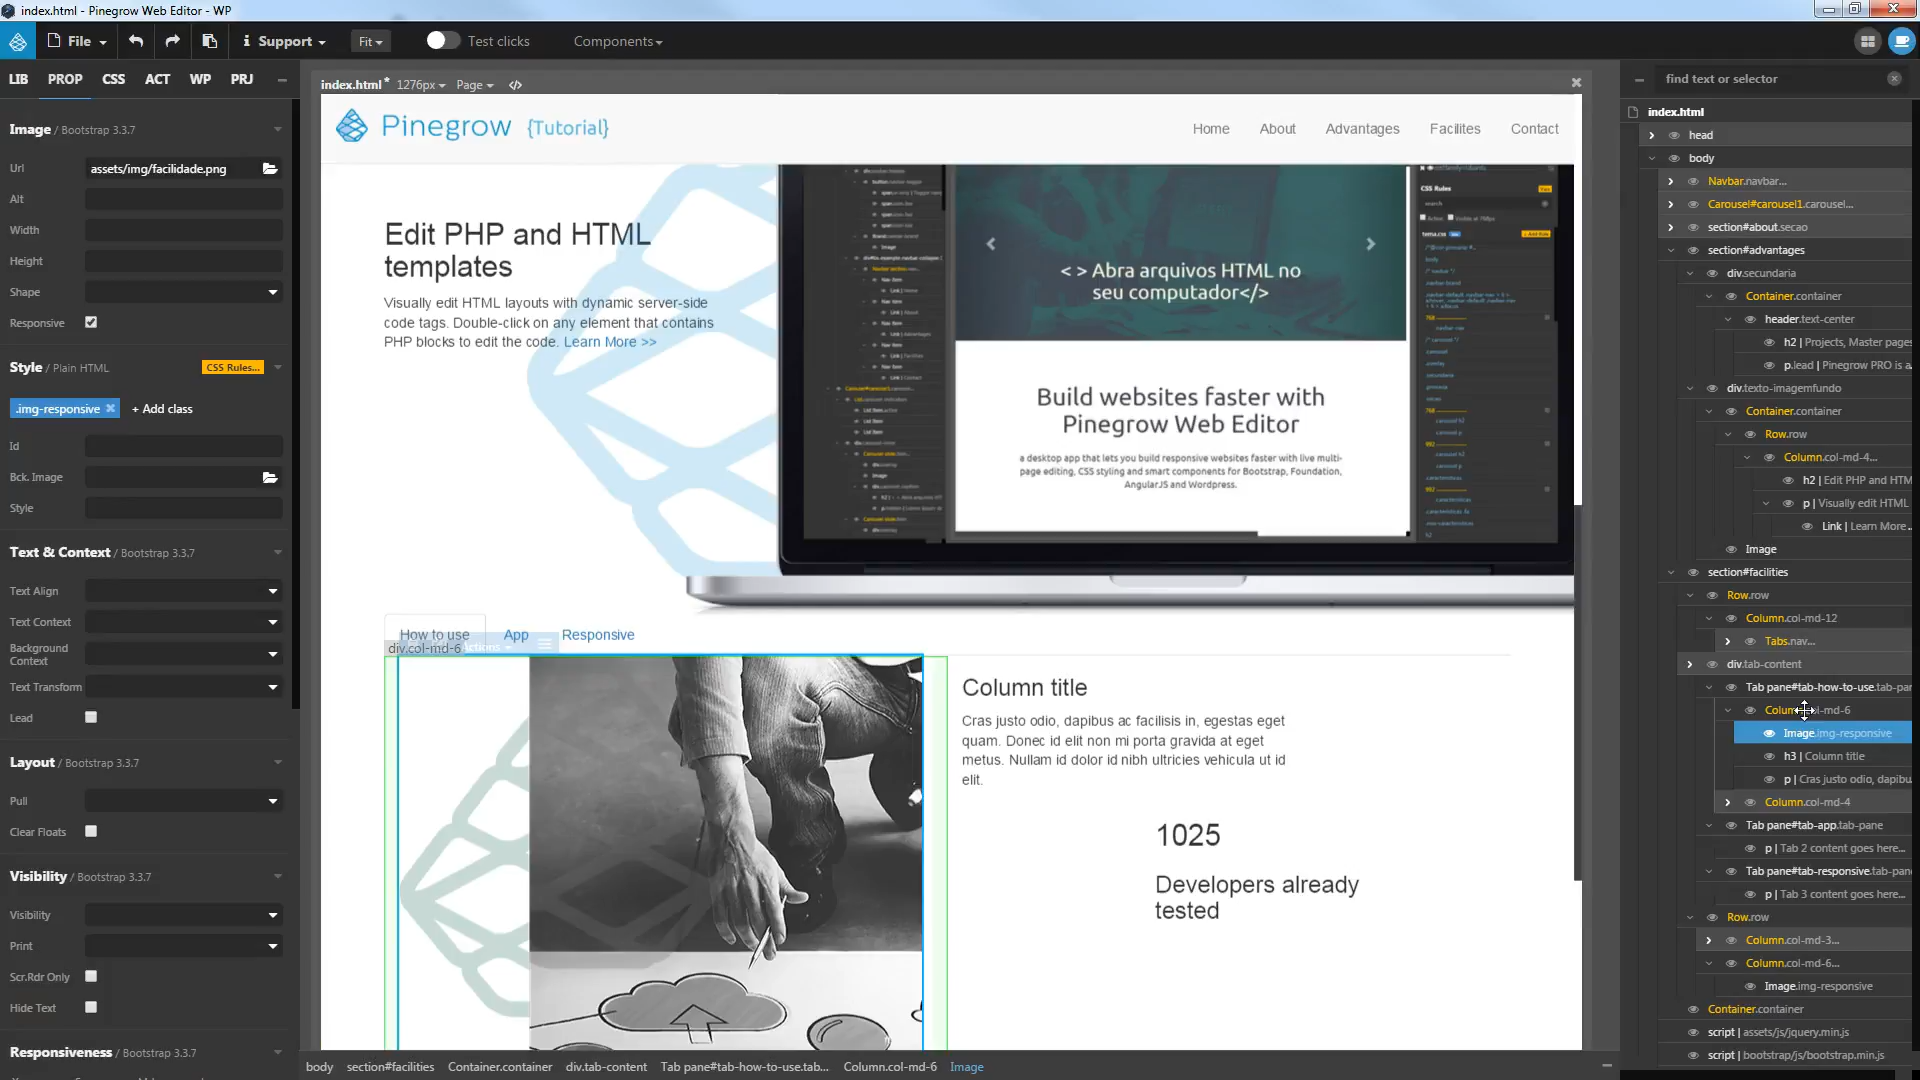 index.html - Pinegrow Web Editor - WP
File
Support
Fit
Test clicks
Components
LIB
PROP
CSS
ACT
WP
PRJ
index.html *
1276px
Page
find text or selector
Image / Bootstrap 3.3.7
Url
assets/img/facilidade.png
Alt
Width
Height
Shape
Responsive
Style / Plain HTML
CSS Rules...
.img-responsive
+ Add class
Id
Bck. Image
Style
Text & Context / Bootstrap 3.3.7
Text Align
Text Context
Background
Context
Text Transform
Lead
Layout / Bootstrap 3.3.7
Pull
Clear Floats
Visibility / Bootstrap 3.3.7
Visibility
Print
Scr.Rdr Only
Hide Text
Responsiveness / Bootstrap 3.3.7
Pinegrow {Tutorial}
Home
About
Advantages
Facilites
Contact
Edit PHP and HTML
templates
Visually edit HTML layouts with dynamic server-side
code tags. Double-click on any element that contains
PHP blocks to edit the code. Learn More >>
CSS Rules
search
< > Abra arquivos HTML no
seu computador</>
Build websites faster with
Pinegrow Web Editor
a desktop app that lets you build responsive websites faster with live multi-
page editing, CSS styling and smart components for Bootstrap, Foundation,
AngularJS and Wordpress.
How to use
App
Responsive
div.col-md-6
Actions
Column title
Cras justo odio, dapibus ac facilisis in, egestas eget
quam. Donec id elit non mi porta gravida at eget
metus. Nullam id dolor id nibh ultricies vehicula ut id
elit.
1025
Developers already
tested
body
section#facilities
Container.container
div.tab-content
Tab pane#tab-how-to-use.tab...
Column.col-md-6
Image
index.html
head
body
Navbar.navbar...
Carousel#carousel1.carousel...
section#about.secao
section#advantages
div.secundaria
Container.container
header.text-center
h2 | Projects, Master pages
p.lead | Pinegrow PRO is a
div.texto-imagemfundo
Container.container
Row.row
Column.col-md-4...
h2 | Edit PHP and HTM
p | Visually edit HTML
Link | Learn More...
Image
section#facilities
Row.row
Column.col-md-12
Tabs.nav...
div.tab-content
Tab pane#tab-how-to-use.tab-pan
Column.col-md-6
Image.img-responsive
h3 | Column title
p | Cras justo odio, dapibu
Column.col-md-4
Tab pane#tab-app.tab-pane
p | Tab 2 content goes here...
Tab pane#tab-responsive.tab-pan
p | Tab 3 content goes here...
Row.row
Column.col-md-3...
Column.col-md-6...
Image.img-responsive
Container.container
script | assets/js/jquery.min.js
script | bootstrap/js/bootstrap.min.js